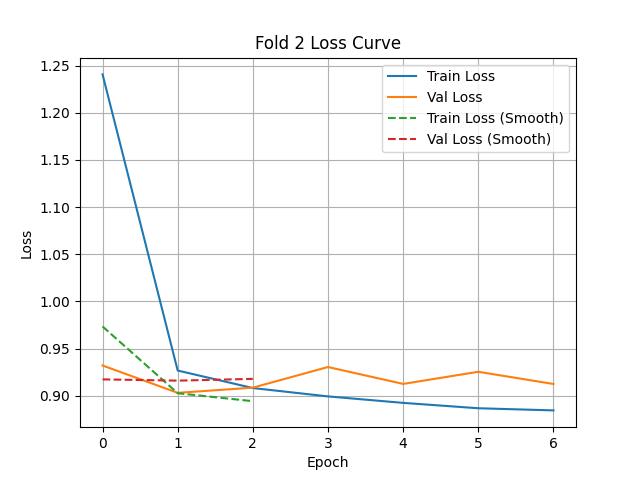 Fold 2 Loss Curve
Train Loss
Val Loss
Train Loss (Smooth)
Val Loss (Smooth)
Loss
1.25
1.20
1.15
1.10
1.05
1.00
0.95
0.90
0 1 2 3 4 5 6
Epoch